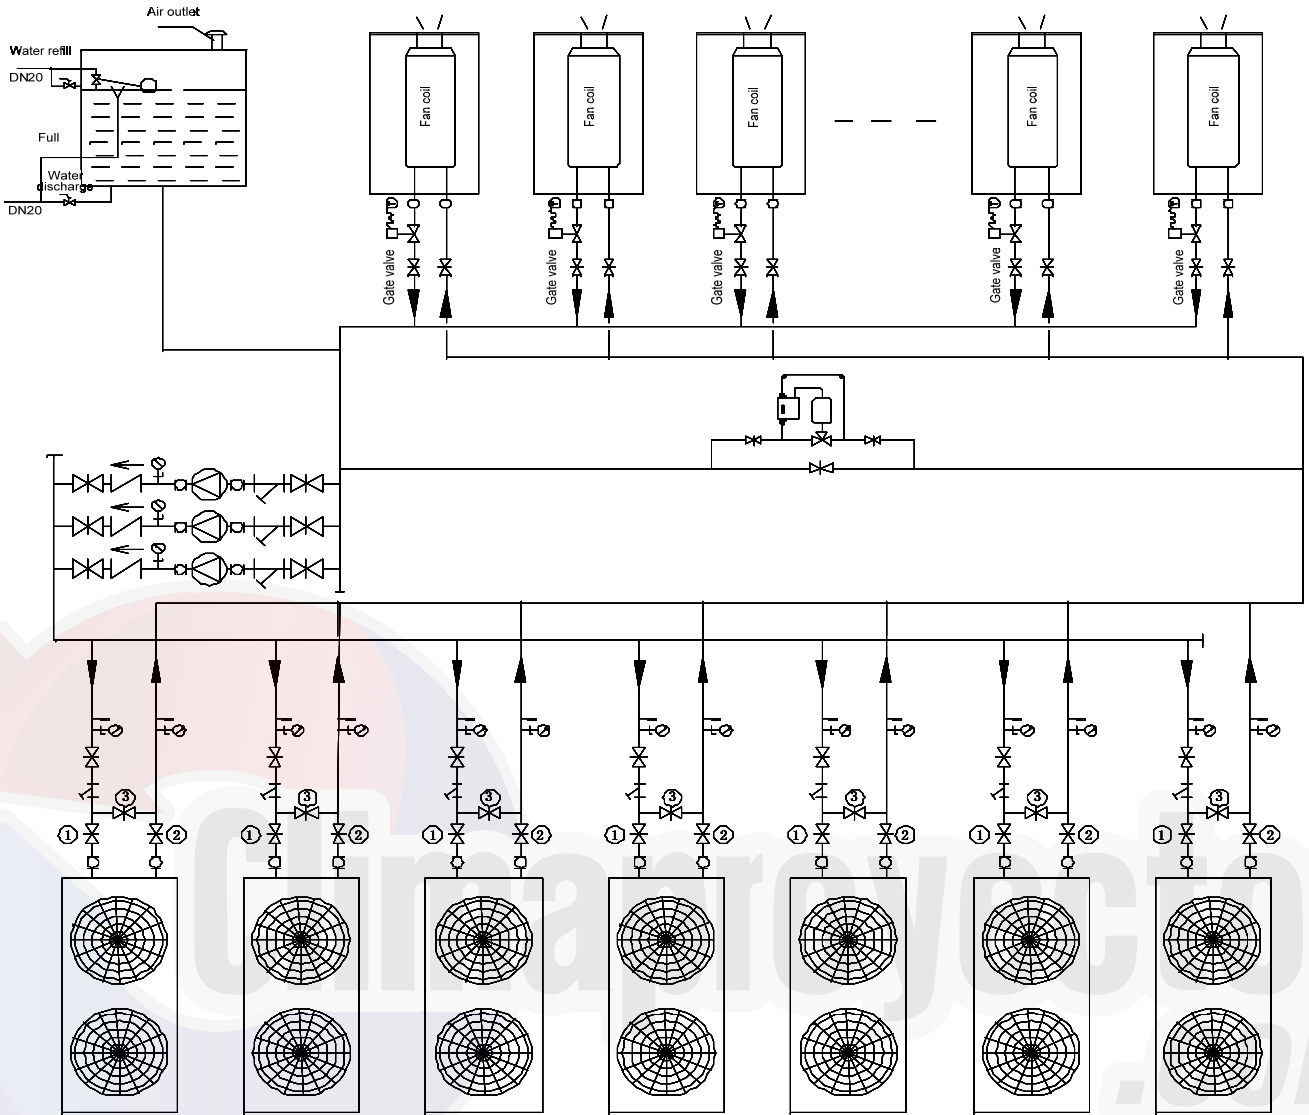 Air outlet
Water refill
DN20
Full
Water
discharge
DN20
Fan coil
Fan coil
Fan coil
Fan coil
Fan coil
Gate valve
Gate valve
Gate valve
Gate valve
Gate valve
3
3
3
3
3
3
3
1
2
1
2
1
2
1
2
1
2
1
2
1
2
Climaproyecto
.co